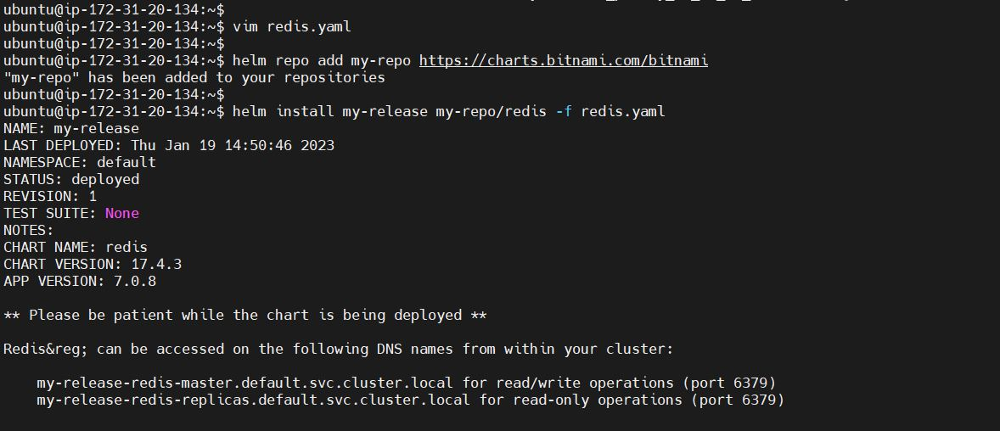 ubuntu@ip-172-31-20-134:~$
ubuntu@ip-172-31-20-134:~$ vim redis.yaml
ubuntu@ip-172-31-20-134:~$
ubuntu@ip-172-31-20-134:~$ helm repo add my-repo https://charts.bitnami.com/bitnami
"my-repo" has been added to your repositories
ubuntu@ip-172-31-20-134:~$
ubuntu@ip-172-31-20-134:~$ helm install my-release my-repo/redis -f redis.yaml
NAME: my-release
LAST DEPLOYED: Thu Jan 19 14:50:46 2023
NAMESPACE: default
STATUS: deployed
REVISION: 1
TEST SUITE: None
NOTES:
CHART NAME: redis
CHART VERSION: 17.4.3
APP VERSION: 7.0.8
** Please be patient while the chart is being deployed **
Redis&reg; can be accessed on the following DNS names from within your cluster:
my-release-redis-master.default.svc.cluster.local for read/write operations (port 6379)
my-release-redis-replicas.default.svc.cluster.local for read-only operations (port 6379)